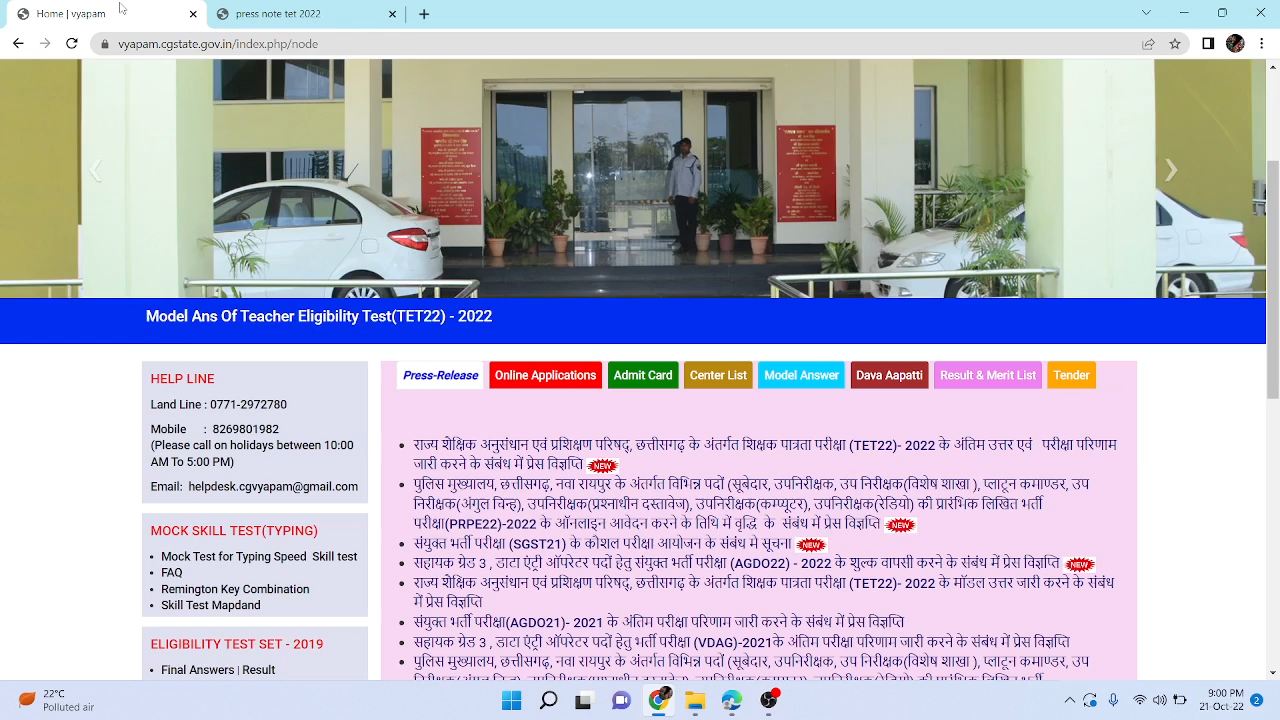 Home | vyapam
press notice 2022
vyapam.cgstate.gov.in/index.php/node
Model Ans Of Teacher Eligibility Test(TET22) - 2022
HELP LINE
Land Line : 0771-2972780
Mobile : 8269801982
(Please call on holidays between 10:00
AM To 5:00 PM)
Email: helpdesk.cgvyapam@gmail.com
MOCK SKILL TEST(TYPING)
• Mock Test for Typing Speed Skill test
• FAQ
• Remington Key Combination
• Skill Test Mapdand
ELIGIBILITY TEST SET - 2019
• Final Answers | Result
Press-Release Online Applications Admit Card Center List Model Answer Dava Aapatti Result & Merit List Tender
• राज्य शैक्षिक अनुसंधान एवं प्रशिक्षण परिषद्, छत्तीसगढ़ के अंतर्गत शिक्षक पात्रता परीक्षा (TET22)- 2022 के अंतिम उत्तर एवं परीक्षा परिणाम
जारी करने के संबंध में प्रेस विज्ञप्ति NEW
• पुलिस मुख्यालय, छत्तीसगढ़, नवा रायपुर के अंतर्गत विभिन्न पदों (सूबेदार, उपनिरीक्षक, उपनिरीक्षक(विशेष शाखा ), प्लाटून कमाण्डर, उप
निरीक्षक(अंगुल चिन्ह), उपनिरीक्षक(प्रश्नाधीन दस्तावेज), उपनिरीक्षक(कम्प्यूटर), उपनिरीक्षक(रेडियो) की प्रारंभिक लिखित भर्ती
परीक्षा(PRPE22)-2022 के ऑनलाइन आवेदन करने के तिथि में वृद्धि के संबंध में प्रेस विज्ञप्ति NEW
• संयुक्त भर्ती परीक्षा (SGST21) के कौशल परीक्षा आयोजन के संबंध में सूचना NEW
• सहायक ग्रेड 3 , डाटा एंट्री ऑपरेटर पदों हेतु संयुक्त भर्ती परीक्षा (AGDO22) - 2022 के शुल्क वापसी करने के संबंध में प्रेस विज्ञप्ति NEW
• राज्य शैक्षिक अनुसंधान एवं प्रशिक्षण परिषद्, छत्तीसगढ़ के अंतर्गत शिक्षक पात्रता परीक्षा (TET22)- 2022 के मॉडल उत्तर जारी करने के संबंध
में प्रेस विज्ञप्ति
• संयुक्त भर्ती परीक्षा(AGDO21)- 2021 के अंतिम परीक्षा परिणाम जारी करने के संबंध में प्रेस विज्ञप्ति
• सहायक ग्रेड 3 , डाटा एंट्री ऑपरेटर पदों हेतु भर्ती परीक्षा (VDAG)-2021के अंतिम परीक्षा परिणाम जारी करने के संबंध में प्रेस विज्ञप्ति
• पुलिस मुख्यालय, छत्तीसगढ़, नवा रायपुर के अंतर्गत विभिन्न पदों (सूबेदार, उपनिरीक्षक, उप निरीक्षक(विशेष शाखा ), प्लाटून कमाण्डर, उप
22°C
Polluted air
9:00 PM
21-Oct-22
2